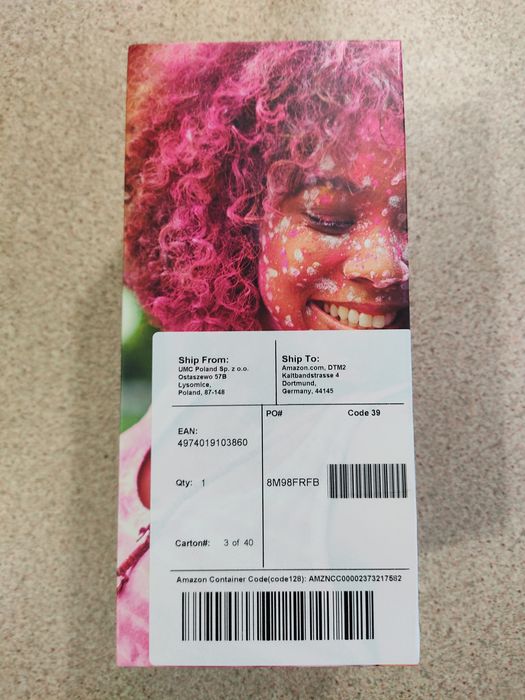 Ship From:
UMC Poland Sp. z o.o.
Ostaszewo 57B
Lysomice,
Poland, 87-148
Ship To:
Amazon.com, DTM2
Kaltbandstrasse 4
Dortmund,
Germany, 44145
EAN:
4974019103860
Qty: 1
Carton#: 3 of 40
PO# Code 39
8M98FRFB
Amazon Container Code(code128): AMZNCC00002373217582